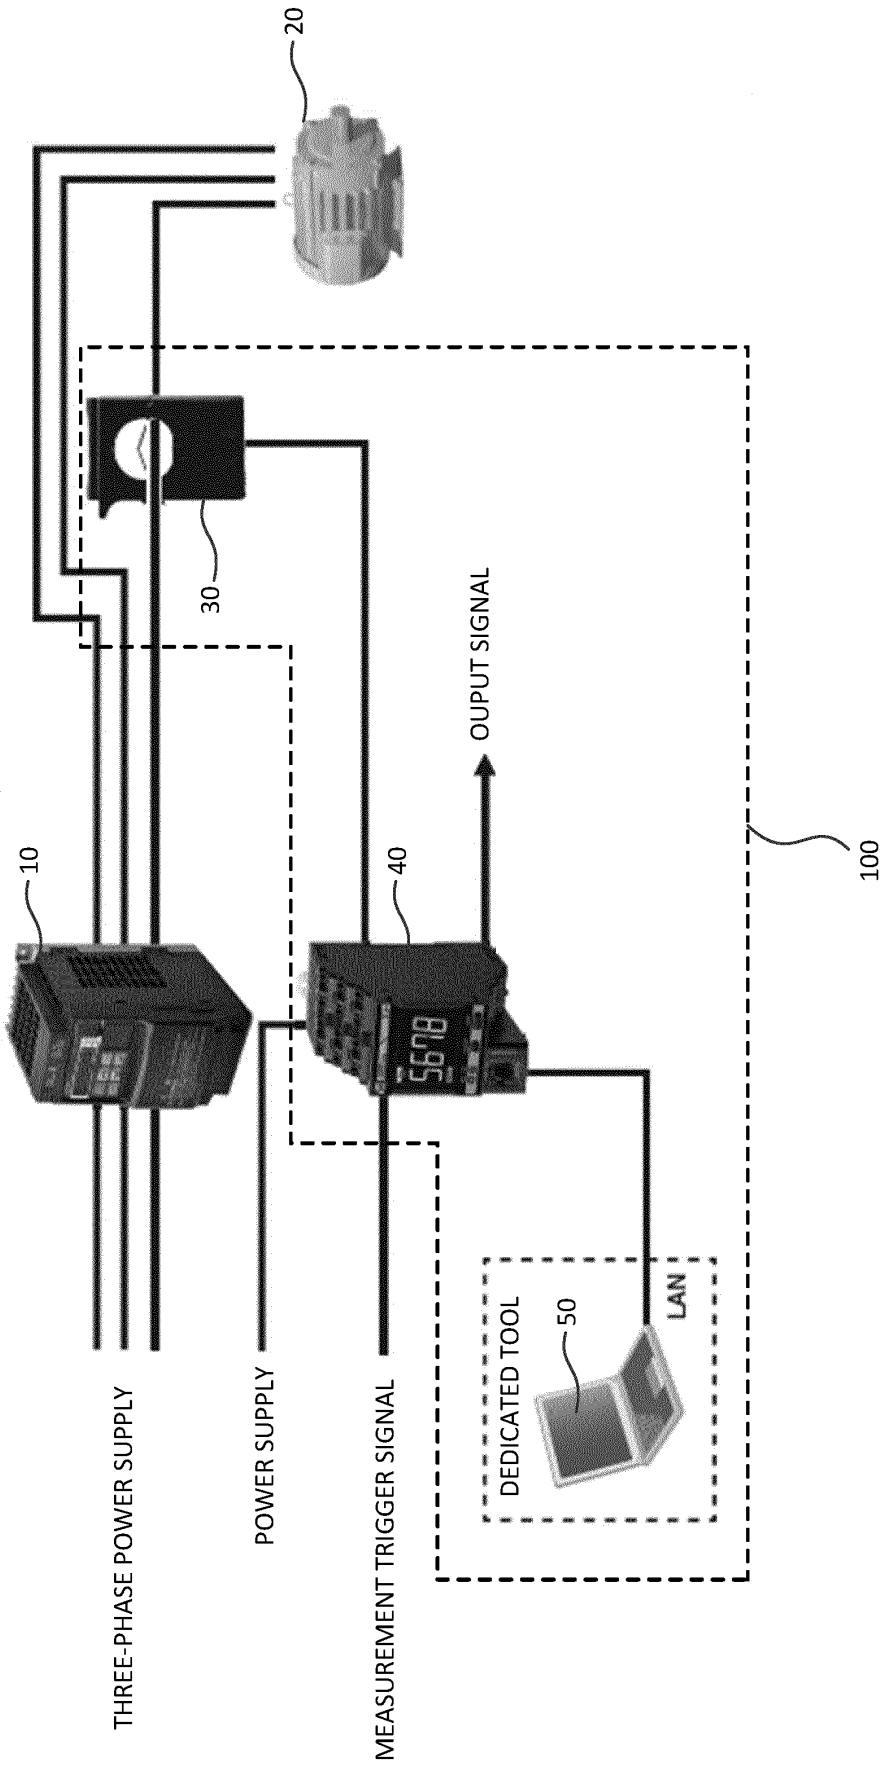 THREE-PHASE POWER SUPPLY
10
20
30
POWER SUPPLY
MEASUREMENT TRIGGER SIGNAL
40
5678
OUPUT SIGNAL
DEDICATED TOOL
50
LAN
100